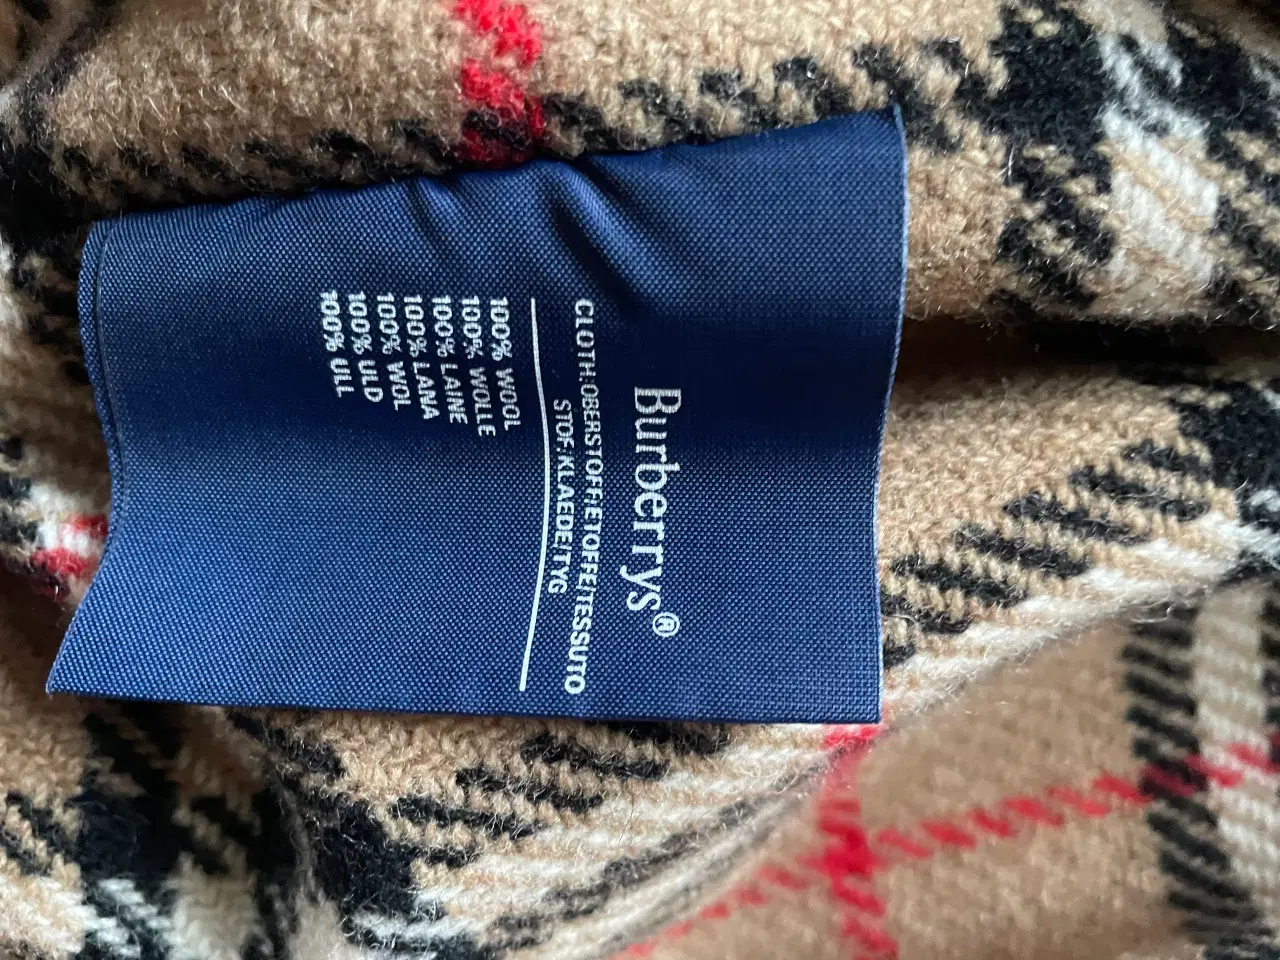 Burberrys®
CLOTH:OBERSTOFF/ETOFFE/TESSUTO
STOF:KLAEDE/TYG
100% WOOL
100% WOLLE
100% LAINE
100% LANA
100% WOL
100% ULD
100% ULL